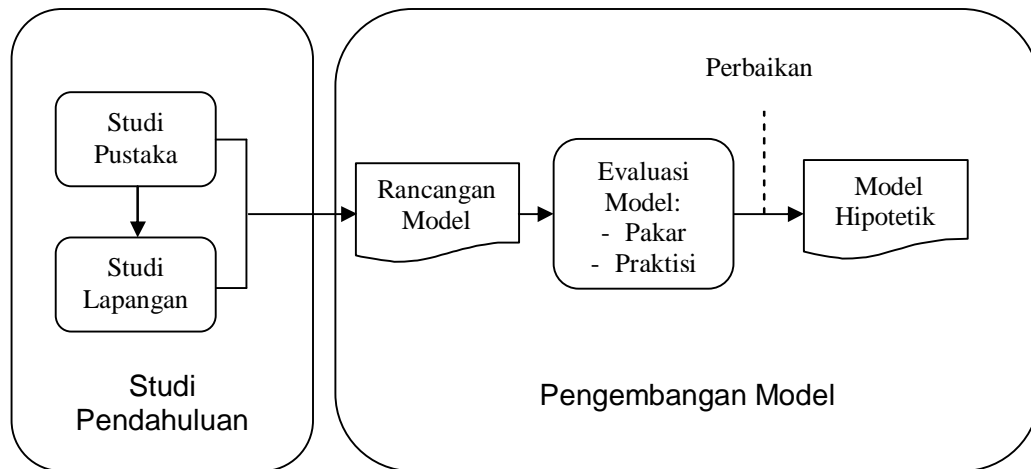 Studi
Pustaka
Studi
Lapangan
Studi
Pendahuluan
Perbaikan
Rancangan
Model
Evaluasi
Model:
- Pakar
- Praktisi
Model
Hipotetik
Pengembangan Model